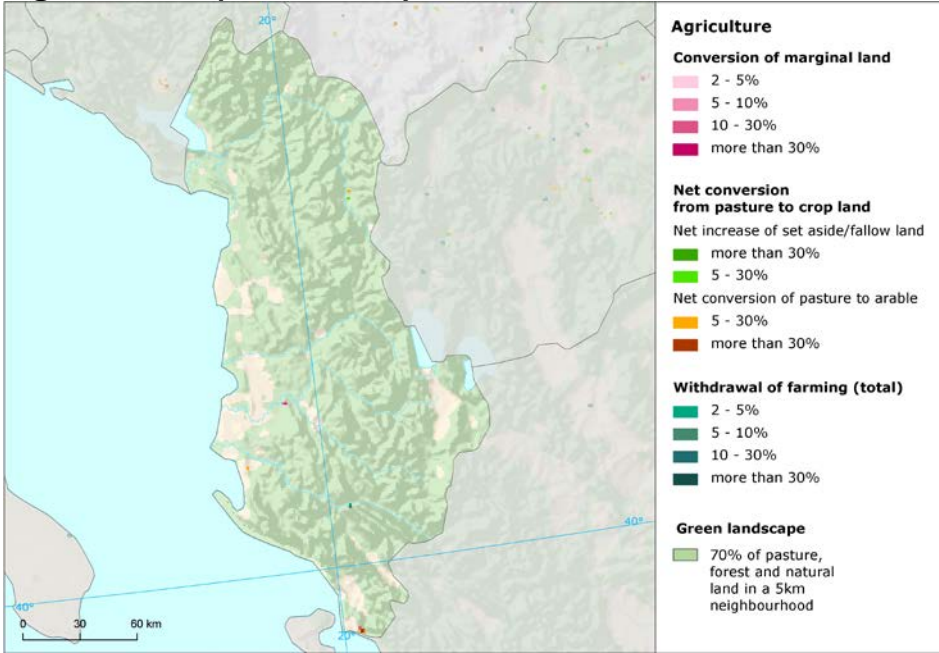 20°
40°
40°
20°
0 30 60 km
Agriculture
Conversion of marginal land
2 - 5%
5 - 10%
10 - 30%
more than 30%
Net conversion
from pasture to crop land
Net increase of set aside/fallow land
more than 30%
5 - 30%
Net conversion of pasture to arable
5 - 30%
more than 30%
Withdrawal of farming (total)
2 - 5%
5 - 10%
10 - 30%
more than 30%
Green landscape
70% of pasture,
forest and natural
land in a 5km
neighbourhood